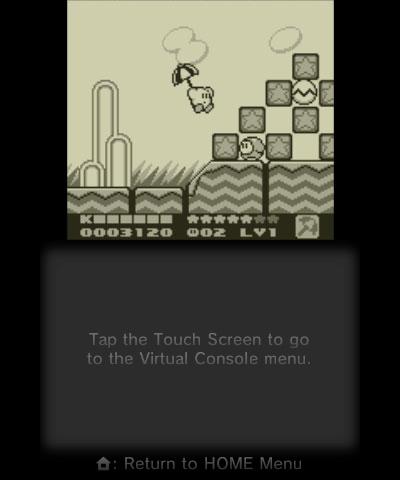 K
0003120 002 LV1
Tap the Touch Screen to go
to the Virtual Console menu.
: Return to HOME Menu